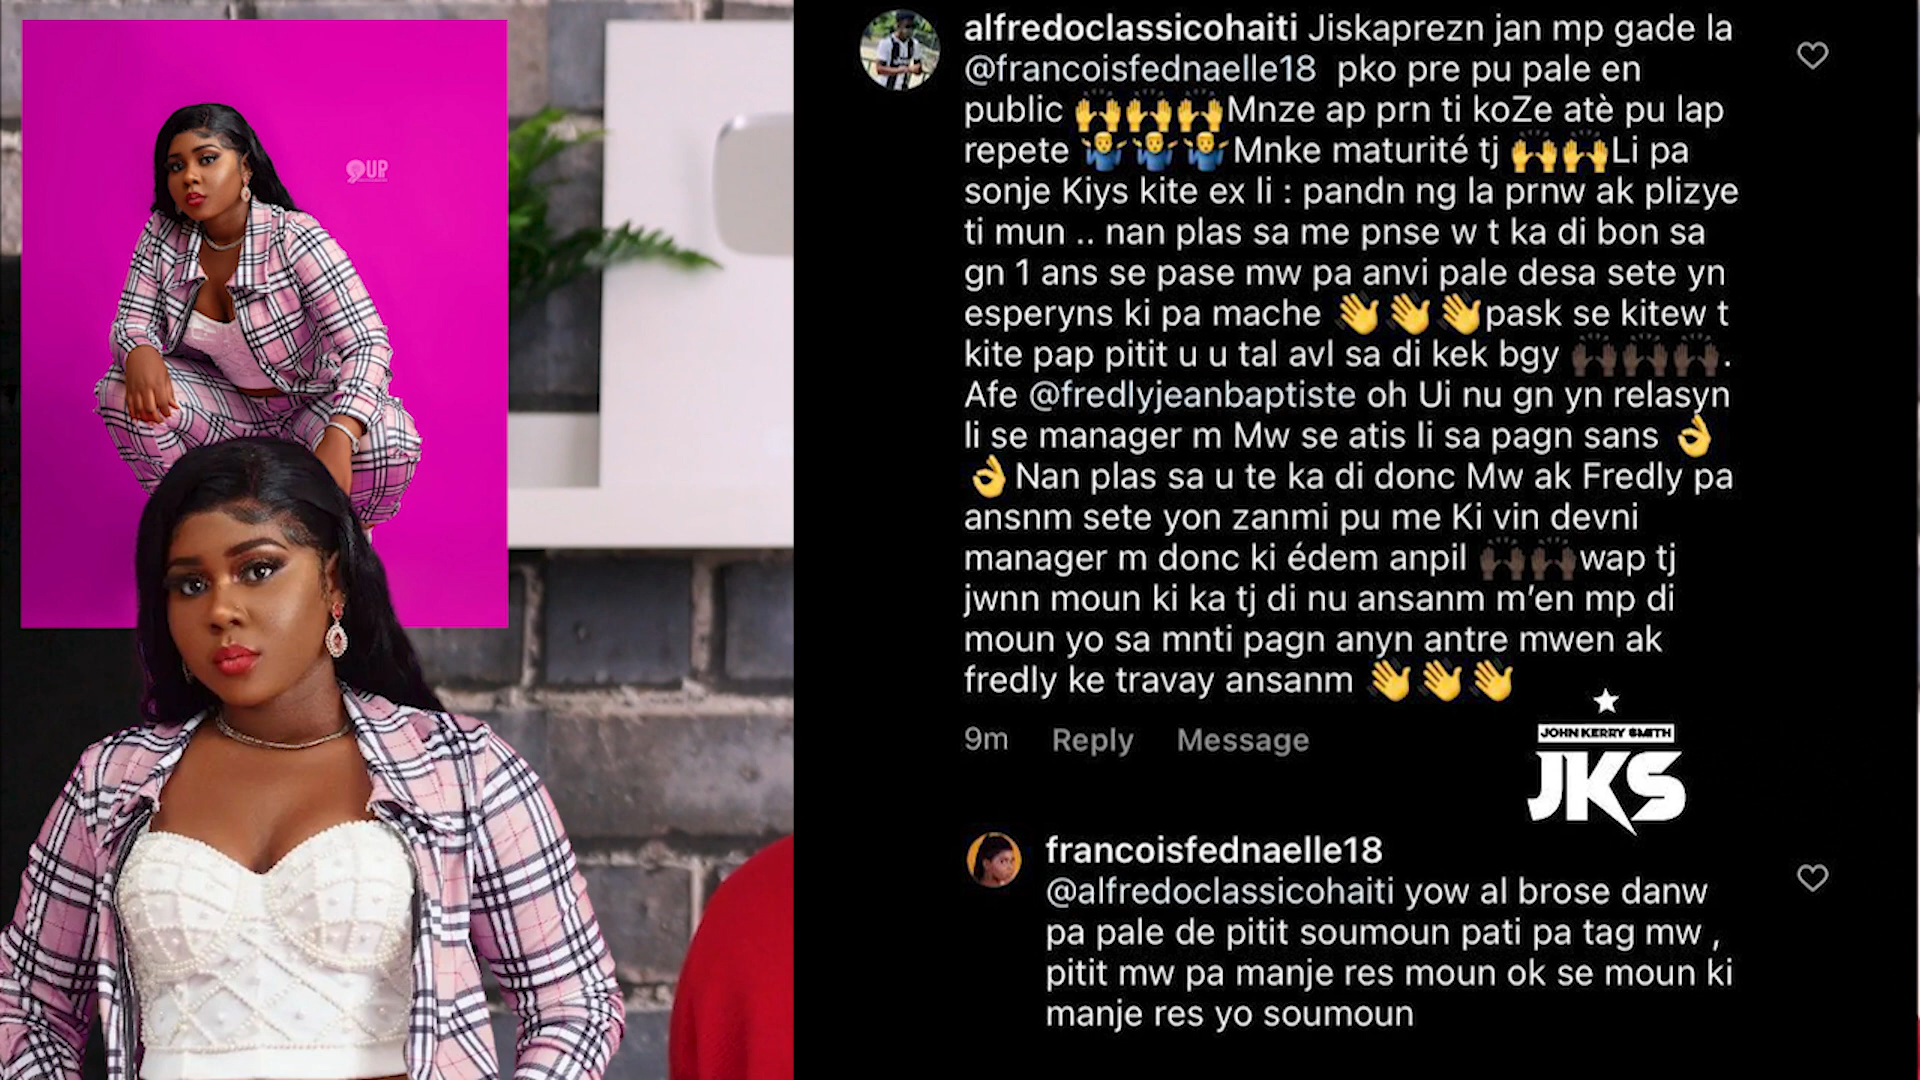 9UP
alfredoclassicohaiti Jiskaprezn jan mp gade la
@francoisfednaelle18 pko pre pu pale en
public 🙌🙌🙌Mnze ap prn ti koZe atè pu lap
repete 🤷‍♂️🤷‍♂️🤷‍♂️Mnke maturité tj 🙌🙌Li pa
sonje Kiys kite ex li : pandn ng la prnw ak plizye
ti mun .. nan plas sa me pnse w t ka di bon sa
gn 1 ans se pase mw pa anvi pale desa sete yn
esperyns ki pa mache 👋👋👋pask se kitew t
kite pap pitit u u tal avl sa di kek bgy 🙌🏿🙌🏿🙌🏿.
Afe @fredlyjeanbaptiste oh Ui nu gn yn relasyn
li se manager m Mw se atis li sa pagn sans 👌
👌Nan plas sa u te ka di donc Mw ak Fredly pa
ansnm sete yon zanmi pu me Ki vin devni
manager m donc ki édem anpil 🙌🏿🙌🏿wap tj
jwnn moun ki ka tj di nu ansanm m’en mp di
moun yo sa mnti pagn anyn antre mwen ak
fredly ke travay ansanm 👋👋👋
9m Reply Message
JOHN KERRY SMITH
JKS
francoisfednaelle18
@alfredoclassicohaiti yow al brose danw
pa pale de pitit soumoun pati pa tag mw ,
pitit mw pa manje res moun ok se moun ki
manje res yo soumoun